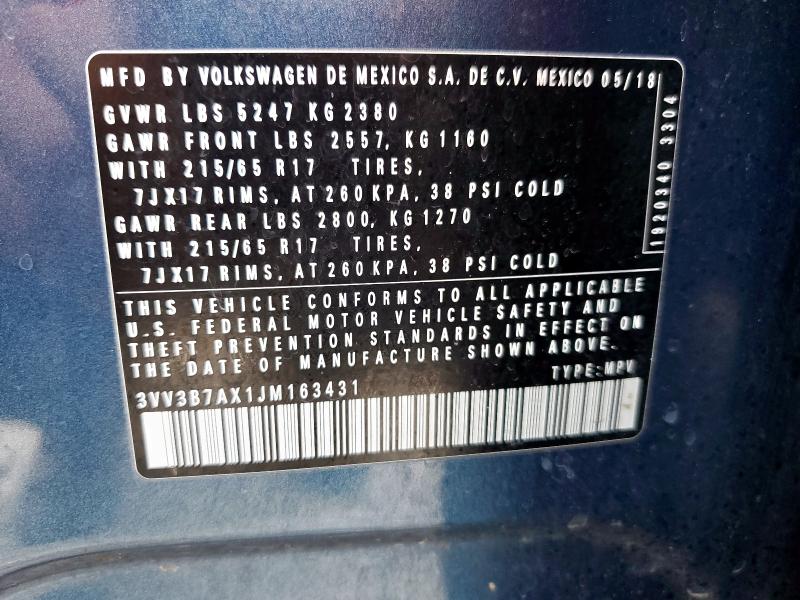 MFD BY VOLKSWAGEN DE MEXICO S.A. DE C.V. MEXICO 05/18
GVWR LBS 5247 KG 2380
GAWR FRONT LBS 2557, KG 1160
WITH 215/65 R17 TIRES,
7JX17 RIMS, AT 260 KPA, 38 PSI COLD
GAWR REAR LBS 2800, KG 1270
WITH 215/65 R17 TIRES,
7JX17 RIMS, AT 260 KPA, 38 PSI COLD
1920340 3304
THIS VEHICLE CONFORMS TO ALL APPLICABLE
U.S. FEDERAL MOTOR VEHICLE SAFETY AND
THEFT PREVENTION STANDARDS IN EFFECT ON
THE DATE OF MANUFACTURE SHOWN ABOVE.
TYPE:MPV
3VV3B7AX1JM163431